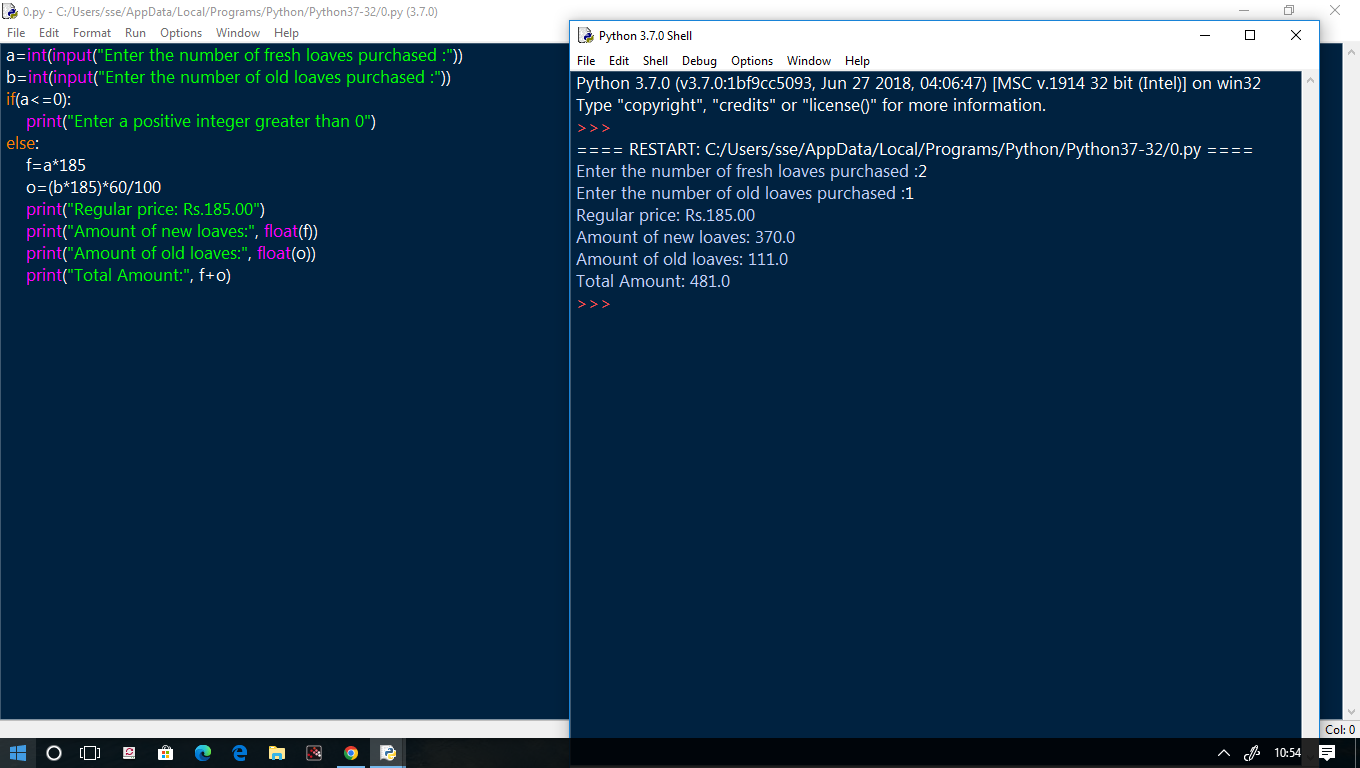 0.py - C:/Users/sse/AppData/Local/Programs/Python/Python37-32/0.py (3.7.0)
File Edit Format Run Options Window Help
a=int(input("Enter the number of fresh loaves purchased :"))
b=int(input("Enter the number of old loaves purchased :"))
if(a<=0):
    print("Enter a positive integer greater than 0")
else:
    f=a*185
    o=(b*185)*60/100
    print("Regular price: Rs.185.00")
    print("Amount of new loaves:", float(f))
    print("Amount of old loaves:", float(o))
    print("Total Amount:", f+o)
Python 3.7.0 Shell
File Edit Shell Debug Options Window Help
Python 3.7.0 (v3.7.0:1bf9cc5093, Jun 27 2018, 04:06:47) [MSC v.1914 32 bit (Intel)] on win32
Type "copyright", "credits" or "license()" for more information.
>>>
==== RESTART: C:/Users/sse/AppData/Local/Programs/Python/Python37-32/0.py ====
Enter the number of fresh loaves purchased :2
Enter the number of old loaves purchased :1
Regular price: Rs.185.00
Amount of new loaves: 370.0
Amount of old loaves: 111.0
Total Amount: 481.0
>>>
Col: 0
10:54